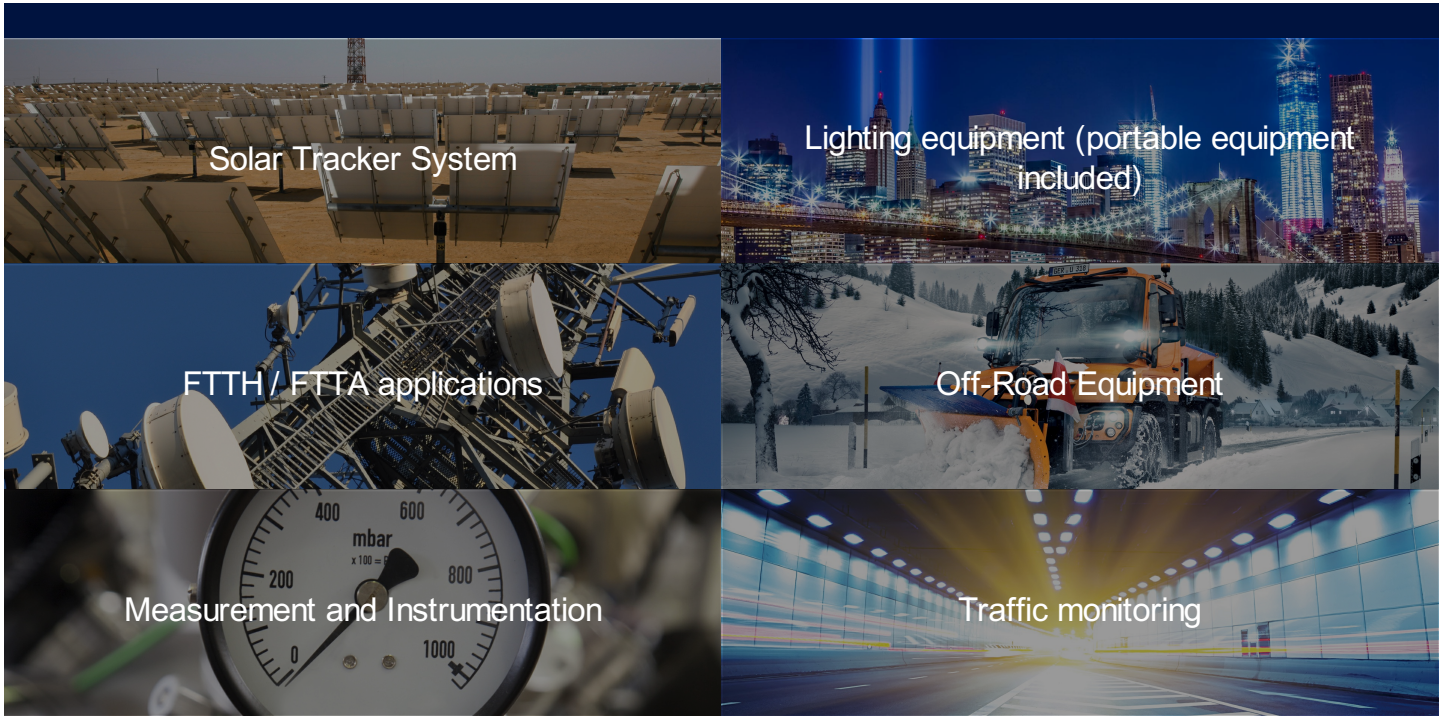 Solar Tracker System
Lighting equipment (portable equipment
included)
FTTH / FTTA applications
Off-Road Equipment
400
600
mbar
x 100 =
200
800
Measurement and Instrumentation
Traffic monitoring
0
1000